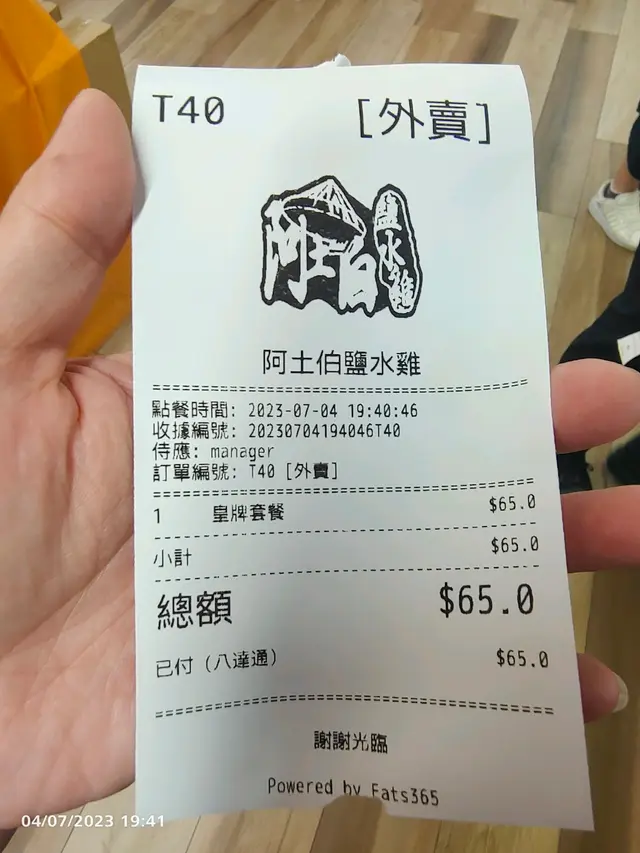 T40 [外賣]
阿土伯
鹽水雞
阿土伯鹽水雞
點餐時間: 2023-07-04 19:40:46
收據編號: 20230704194046T40
侍應: manager
訂單編號: T40 [外賣]
1 皇牌套餐 $65.0
小計 $65.0
總額 $65.0
已付 (八達通) $65.0
謝謝光臨
Powered by Eats365
04/07/2023 19:41